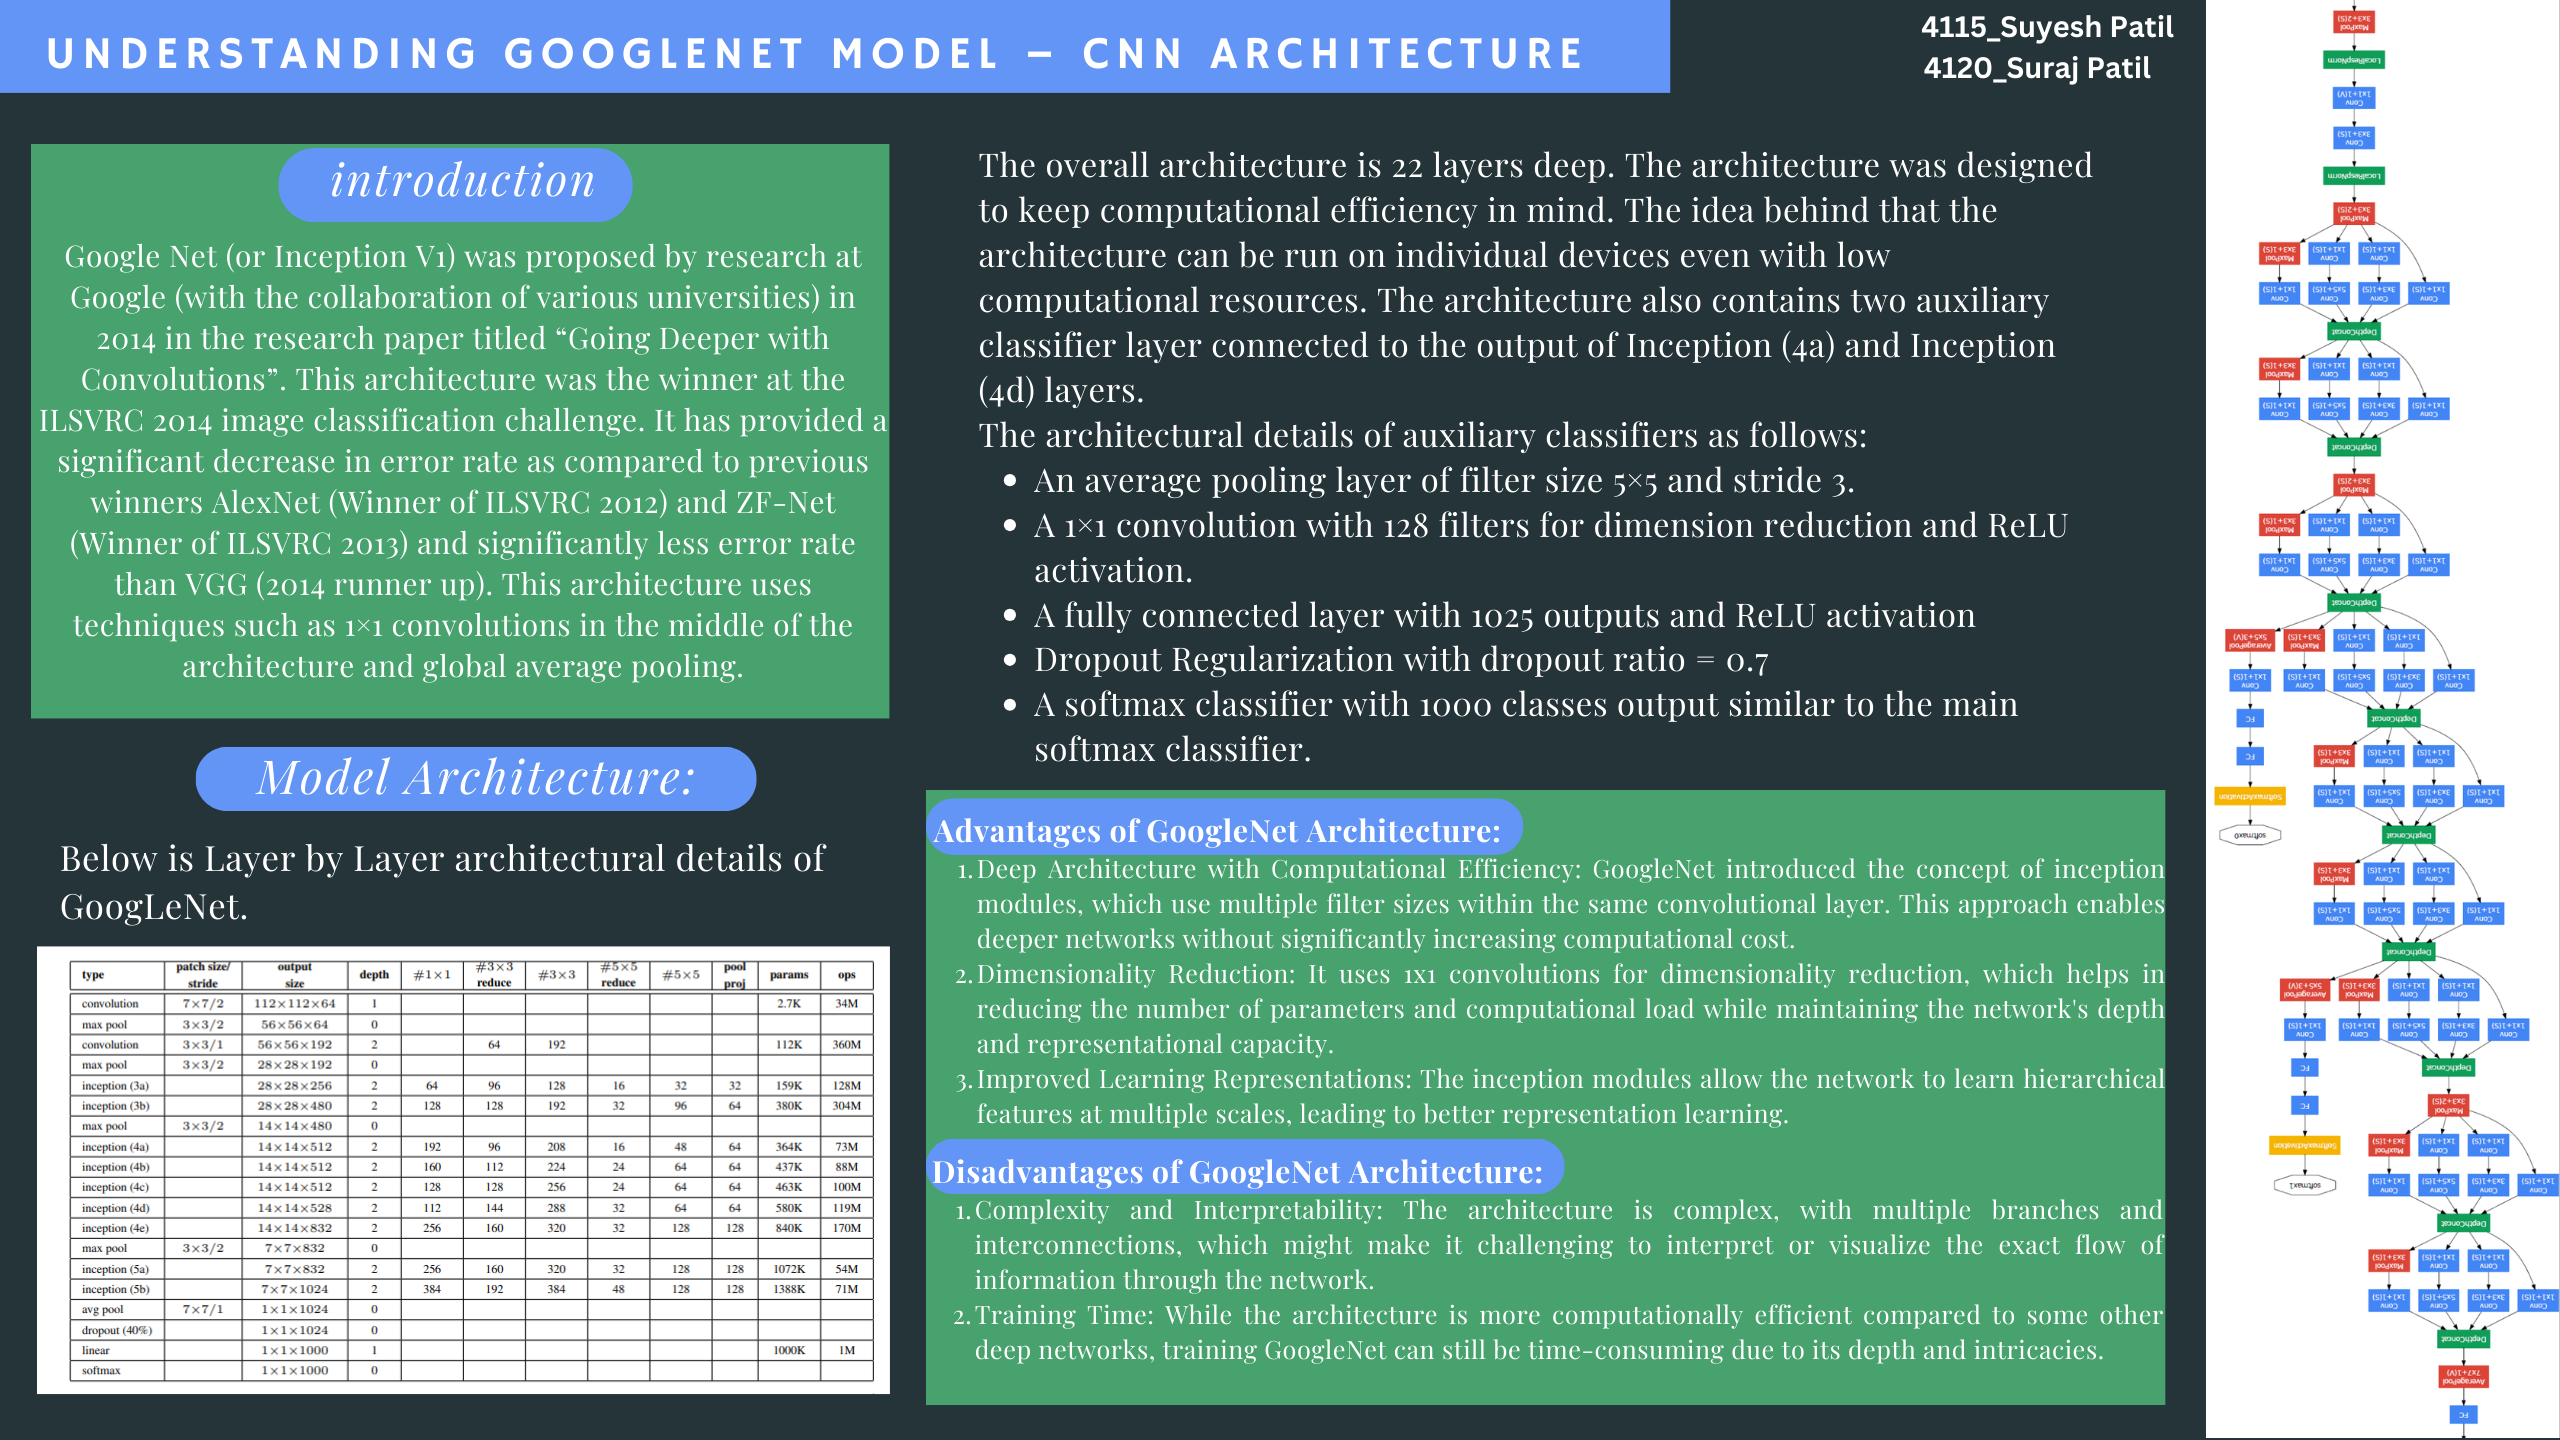 UNDERSTANDING GOOGLENET MODEL – CNN ARCHITECTURE
4115_Suyesh Patil
4120_Suraj Patil
introduction
Google Net (or Inception V1) was proposed by research at
Google (with the collaboration of various universities) in
2014 in the research paper titled “Going Deeper with
Convolutions”. This architecture was the winner at the
ILSVRC 2014 image classification challenge. It has provided a
significant decrease in error rate as compared to previous
winners AlexNet (Winner of ILSVRC 2012) and ZF-Net
(Winner of ILSVRC 2013) and significantly less error rate
than VGG (2014 runner up). This architecture uses
techniques such as 1×1 convolutions in the middle of the
architecture and global average pooling.
Model Architecture:
Below is Layer by Layer architectural details of
GoogLeNet.
type patch size/stride output size depth #1×1 #3×3 reduce #3×3 #5×5 reduce #5×5 pool proj params ops
convolution 7×7/2 112×112×64 1 2.7K 34M
max pool 3×3/2 56×56×64 0
convolution 3×3/1 56×56×192 2 64 192 112K 360M
max pool 3×3/2 28×28×192 0
inception (3a) 28×28×256 2 64 96 128 16 32 32 159K 128M
inception (3b) 28×28×480 2 128 128 192 32 96 64 380K 304M
max pool 3×3/2 14×14×480 0
inception (4a) 14×14×512 2 192 96 208 16 48 64 364K 73M
inception (4b) 14×14×512 2 160 112 224 24 64 64 437K 88M
inception (4c) 14×14×512 2 128 128 256 24 64 64 463K 100M
inception (4d) 14×14×528 2 112 144 288 32 64 64 580K 119M
inception (4e) 14×14×832 2 256 160 320 32 128 128 840K 170M
max pool 3×3/2 7×7×832 0
inception (5a) 7×7×832 2 256 160 320 32 128 128 1072K 54M
inception (5b) 7×7×1024 2 384 192 384 48 128 128 1388K 71M
avg pool 7×7/1 1×1×1024 0
dropout (40%) 1×1×1024 0
linear 1×1×1000 1 1000K 1M
softmax 1×1×1000 0
The overall architecture is 22 layers deep. The architecture was designed
to keep computational efficiency in mind. The idea behind that the
architecture can be run on individual devices even with low
computational resources. The architecture also contains two auxiliary
classifier layer connected to the output of Inception (4a) and Inception
(4d) layers.
The architectural details of auxiliary classifiers as follows:
• An average pooling layer of filter size 5×5 and stride 3.
• A 1×1 convolution with 128 filters for dimension reduction and ReLU
activation.
• A fully connected layer with 1025 outputs and ReLU activation
• Dropout Regularization with dropout ratio = 0.7
• A softmax classifier with 1000 classes output similar to the main
softmax classifier.
Advantages of GoogleNet Architecture:
1. Deep Architecture with Computational Efficiency: GoogleNet introduced the concept of inception
modules, which use multiple filter sizes within the same convolutional layer. This approach enables
deeper networks without significantly increasing computational cost.
2. Dimensionality Reduction: It uses 1x1 convolutions for dimensionality reduction, which helps in
reducing the number of parameters and computational load while maintaining the network's depth
and representational capacity.
3. Improved Learning Representations: The inception modules allow the network to learn hierarchical
features at multiple scales, leading to better representation learning.
Disadvantages of GoogleNet Architecture:
1. Complexity and Interpretability: The architecture is complex, with multiple branches and
interconnections, which might make it challenging to interpret or visualize the exact flow of
information through the network.
2. Training Time: While the architecture is more computationally efficient compared to some other
deep networks, training GoogleNet can still be time-consuming due to its depth and intricacies.